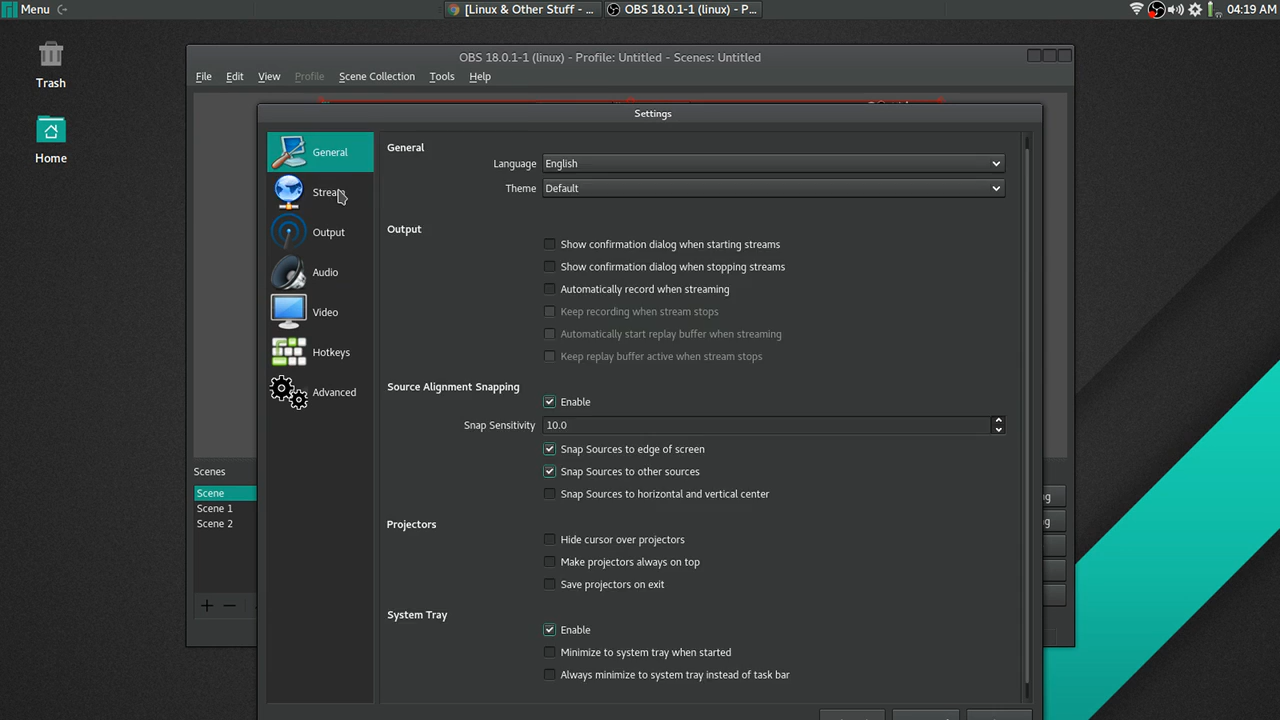 Menu
[Linux & Other Stuff - ...
OBS 18.0.1-1 (linux) - P...
04:19 AM
Trash
Home
OBS 18.0.1-1 (linux) - Profile: Untitled - Scenes: Untitled
File Edit View Profile Scene Collection Tools Help
Settings
General
Stream
Output
Audio
Video
Hotkeys
Advanced
General
Language English
Theme Default
Output
Show confirmation dialog when starting streams
Show confirmation dialog when stopping streams
Automatically record when streaming
Keep recording when stream stops
Automatically start replay buffer when streaming
Keep replay buffer active when stream stops
Source Alignment Snapping
Enable
Snap Sensitivity 10.0
Snap Sources to edge of screen
Snap Sources to other sources
Snap Sources to horizontal and vertical center
Projectors
Hide cursor over projectors
Make projectors always on top
Save projectors on exit
System Tray
Enable
Minimize to system tray when started
Always minimize to system tray instead of task bar
Scenes
Scene
Scene 1
Scene 2